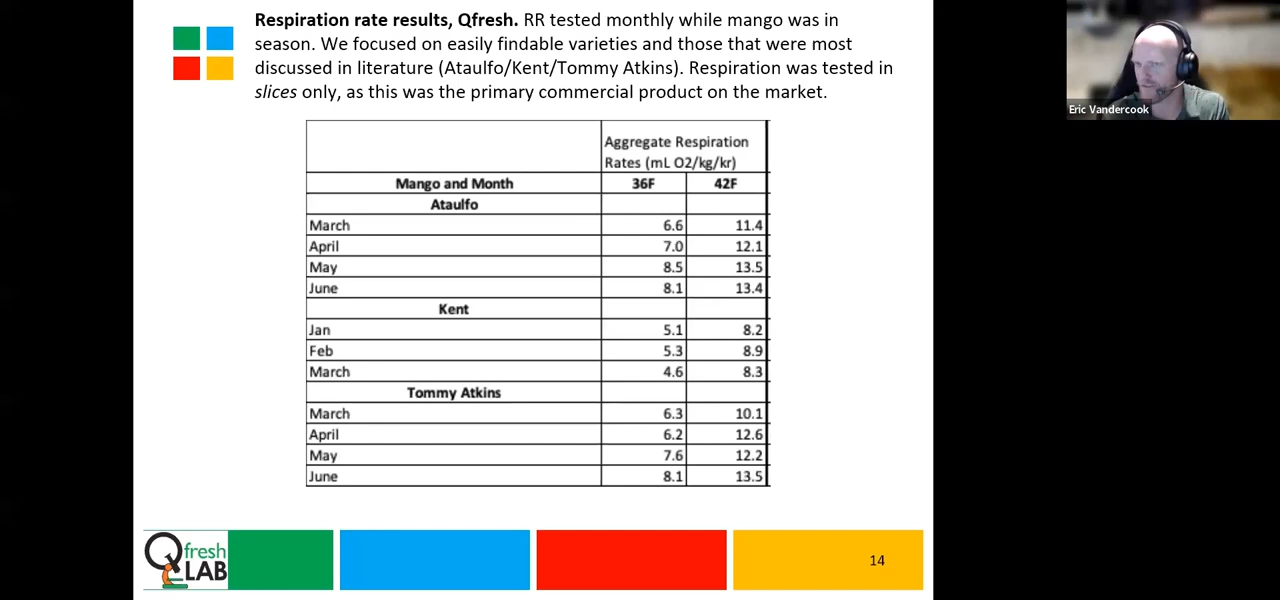 Respiration rate results, Qfresh. RR tested monthly while mango was in
season. We focused on easily findable varieties and those that were most
discussed in literature (Ataulfo/Kent/Tommy Atkins). Respiration was tested in
slices only, as this was the primary commercial product on the market.
Eric Vandercook
Aggregate Respiration
Rates (mL O2/kg/kr)
Mango and Month 36F 42F
Ataulfo
March 6.6 11.4
April 7.0 12.1
May 8.5 13.5
June 8.1 13.4
Kent
Jan 5.1 8.2
Feb 5.3 8.9
March 4.6 8.3
Tommy Atkins
March 6.3 10.1
April 6.2 12.6
May 7.6 12.2
June 8.1 13.5
Qfresh
LAB
14